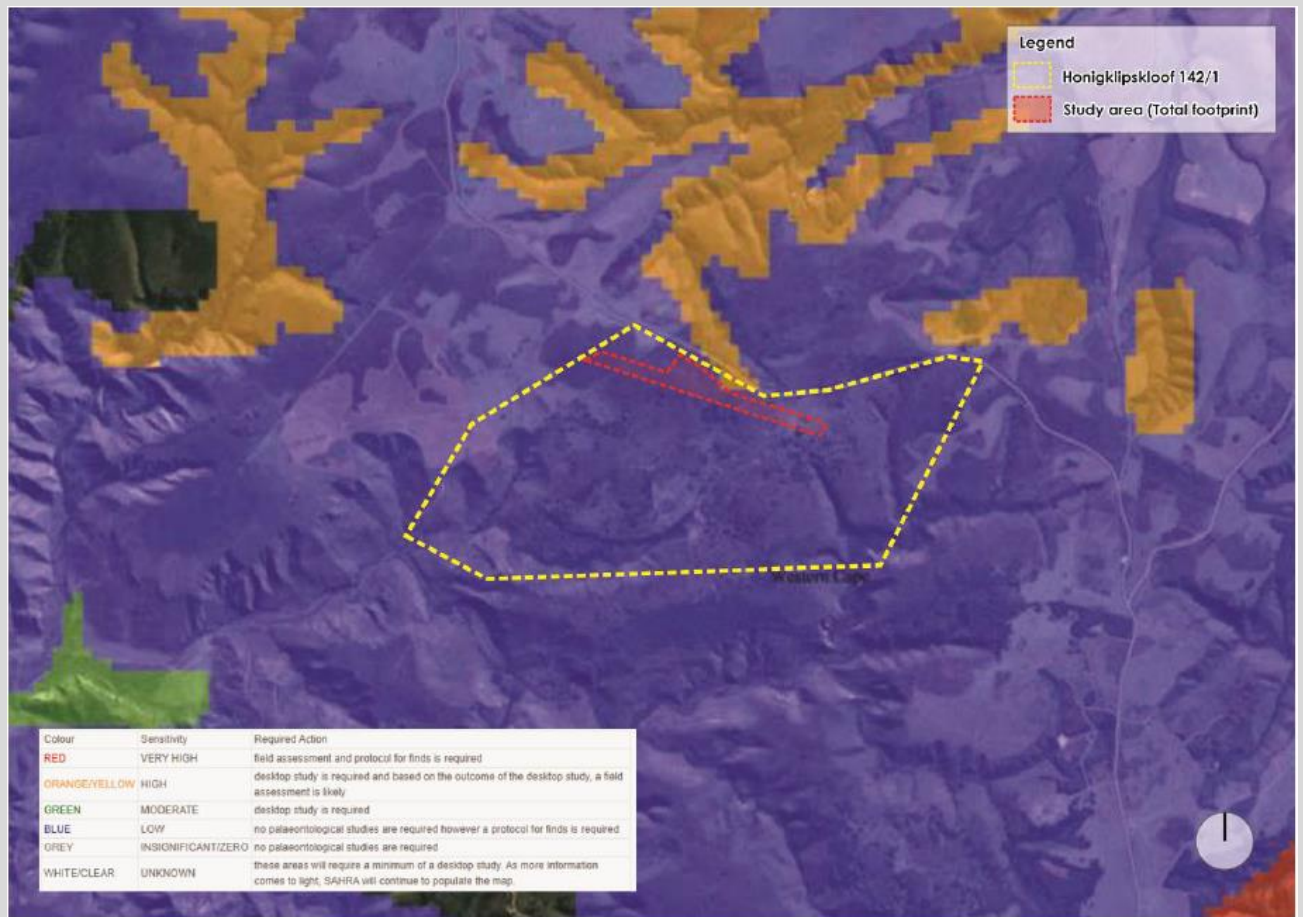 Legend
Honigklipskloof 142/1
Study area (Total footprint)
Western Cape
Colour Sensitivity Required Action
RED VERY HIGH field assessment and protocol for finds is required
ORANGE/YELLOW HIGH desktop study is required and based on the outcome of the desktop study, a field
assessment is likely
GREEN MODERATE desktop study is required
BLUE LOW no palaeontological studies are required however a protocol for finds is required
GREY INSIGNIFICANT/ZERO no palaeontological studies are required
WHITE/CLEAR UNKNOWN these areas will require a minimum of a desktop study. As more information
comes to light, SAHRA will continue to populate the map.